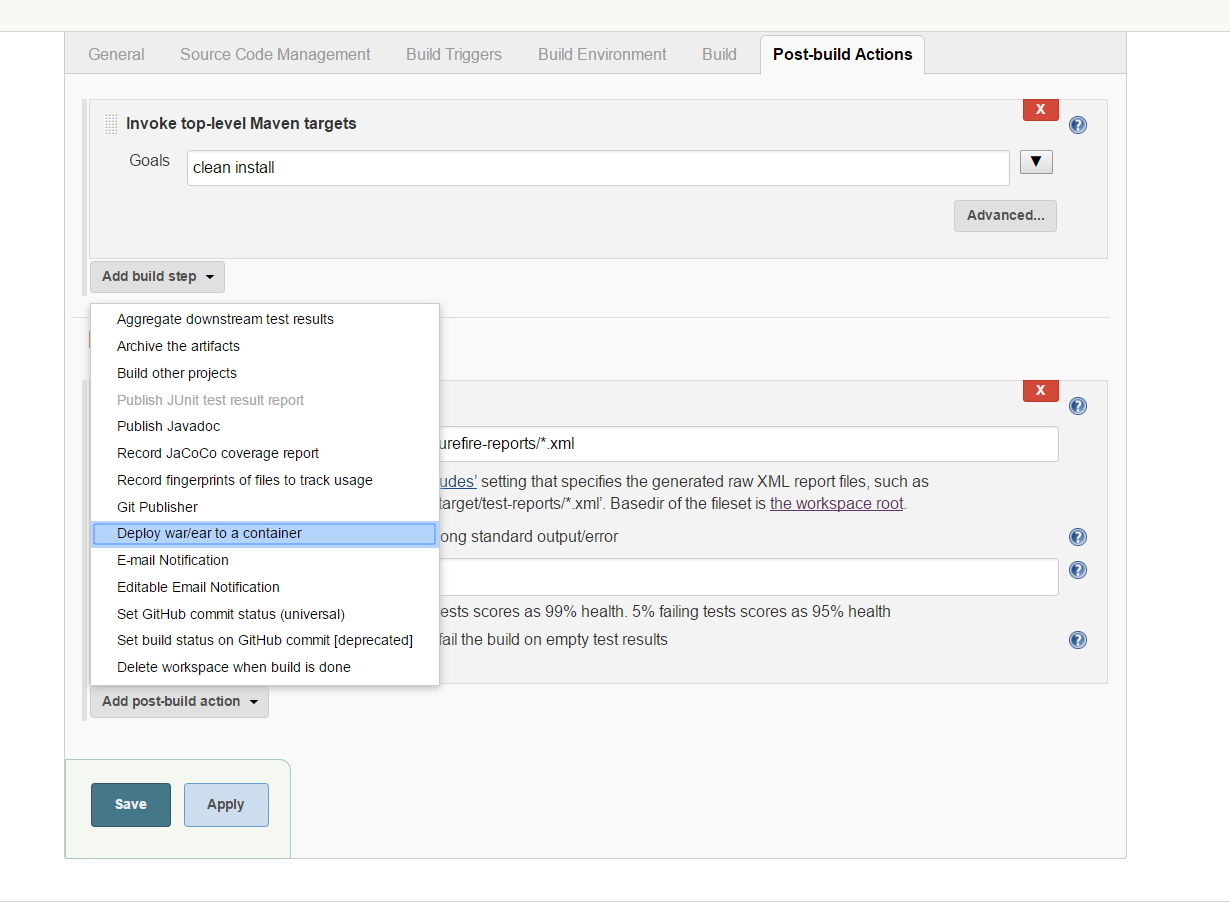 General Source Code Management Build Triggers Build Environment Build Post-build Actions
Invoke top-level Maven targets
X
Goals clean install
Advanced...
Add build step
Aggregate downstream test results
Archive the artifacts
Build other projects
Publish JUnit test result report
Publish Javadoc
Record JaCoCo coverage report
Record fingerprints of files to track usage
Git Publisher
Deploy war/ear to a container
E-mail Notification
Editable Email Notification
Set GitHub commit status (universal)
Set build status on GitHub commit [deprecated]
Delete workspace when build is done
X
urefire-reports/*.xml
udes’ setting that specifies the generated raw XML report files, such as
target/test-reports/*.xml’. Basedir of the fileset is the workspace root.
ong standard output/error
ests scores as 99% health. 5% failing tests scores as 95% health
fail the build on empty test results
Add post-build action
Save Apply